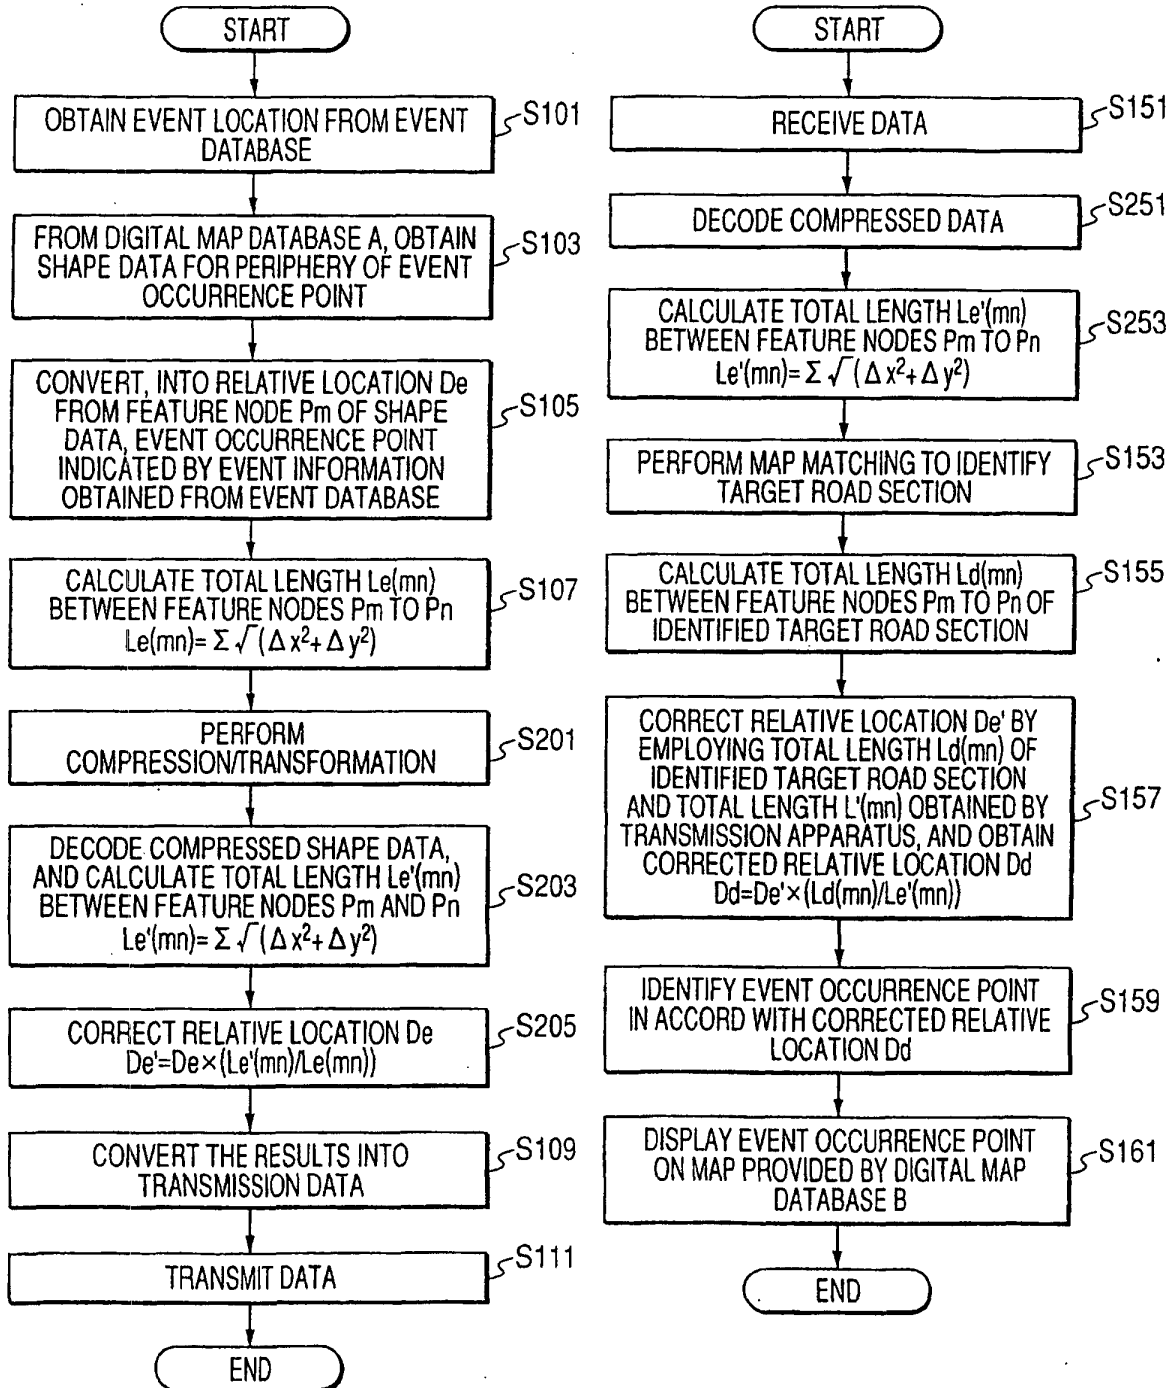 START
OBTAIN EVENT LOCATION FROM EVENT
DATABASE
S101
FROM DIGITAL MAP DATABASE A, OBTAIN
SHAPE DATA FOR PERIPHERY OF EVENT
OCCURRENCE POINT
S103
CONVERT, INTO RELATIVE LOCATION De
FROM FEATURE NODE Pm OF SHAPE
DATA, EVENT OCCURRENCE POINT
INDICATED BY EVENT INFORMATION
OBTAINED FROM EVENT DATABASE
S105
CALCULATE TOTAL LENGTH Le(mn)
BETWEEN FEATURE NODES Pm TO Pn
Le(mn)= Σ √(Δx²+Δy²)
S107
PERFORM
COMPRESSION/TRANSFORMATION
S201
DECODE COMPRESSED SHAPE DATA,
AND CALCULATE TOTAL LENGTH Le'(mn)
BETWEEN FEATURE NODES Pm AND Pn
Le'(mn)= Σ √(Δx²+Δy²)
S203
CORRECT RELATIVE LOCATION De
De'=De×(Le'(mn)/Le(mn))
S205
CONVERT THE RESULTS INTO
TRANSMISSION DATA
S109
TRANSMIT DATA
S111
END
START
RECEIVE DATA
S151
DECODE COMPRESSED DATA
S251
CALCULATE TOTAL LENGTH Le'(mn)
BETWEEN FEATURE NODES Pm TO Pn
Le'(mn)= Σ √(Δx²+Δy²)
S253
PERFORM MAP MATCHING TO IDENTIFY
TARGET ROAD SECTION
S153
CALCULATE TOTAL LENGTH Ld(mn)
BETWEEN FEATURE NODES Pm TO Pn OF
IDENTIFIED TARGET ROAD SECTION
S155
CORRECT RELATIVE LOCATION De' BY
EMPLOYING TOTAL LENGTH Ld(mn) OF
IDENTIFIED TARGET ROAD SECTION
AND TOTAL LENGTH L'(mn) OBTAINED BY
TRANSMISSION APPARATUS, AND OBTAIN
CORRECTED RELATIVE LOCATION Dd
Dd=De'×(Ld(mn)/Le'(mn))
S157
IDENTIFY EVENT OCCURRENCE POINT
IN ACCORD WITH CORRECTED RELATIVE
LOCATION Dd
S159
DISPLAY EVENT OCCURRENCE POINT
ON MAP PROVIDED BY DIGITAL MAP
DATABASE B
S161
END